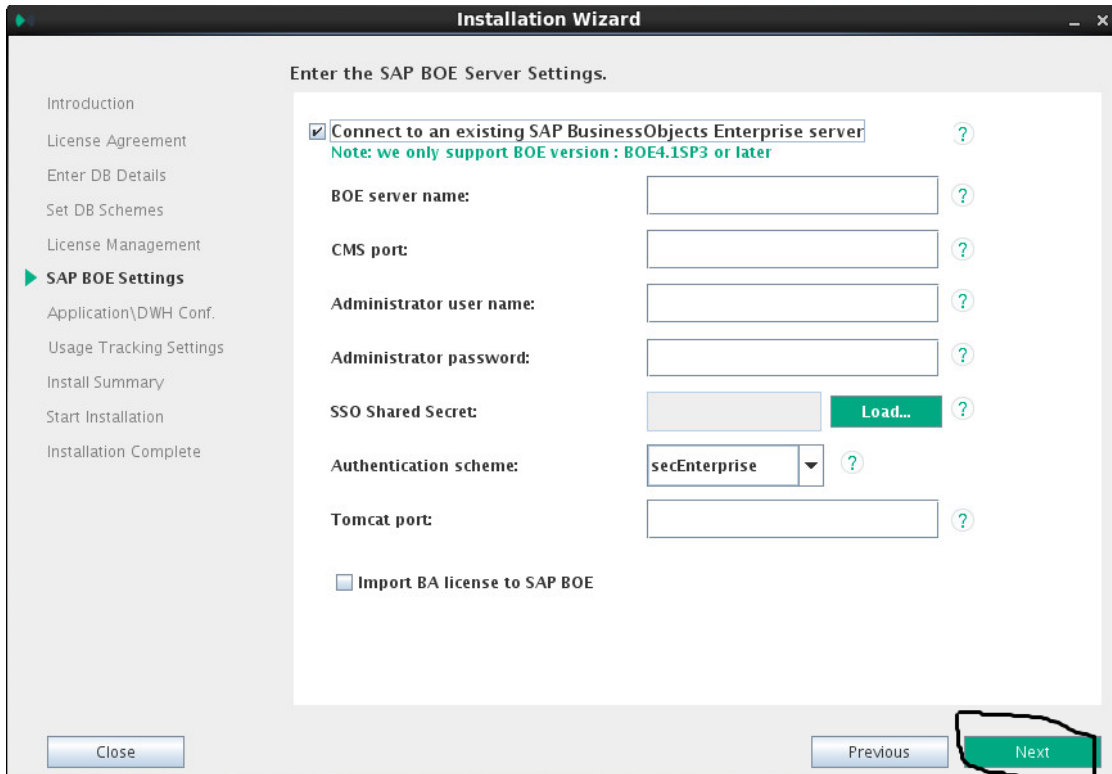 Installation Wizard
Enter the SAP BOE Server Settings.
Introduction
License Agreement
Enter DB Details
Set DB Schemes
License Management
SAP BOE Settings
Application\DWH Conf.
Usage Tracking Settings
Install Summary
Start Installation
Installation Complete
Connect to an existing SAP BusinessObjects Enterprise server ?
Note: we only support BOE version : BOE4.1SP3 or later
BOE server name: ?
CMS port: ?
Administrator user name: ?
Administrator password: ?
SSO Shared Secret: Load... ?
Authentication scheme: secEnterprise ?
Tomcat port: ?
Import BA license to SAP BOE
Close Previous Next